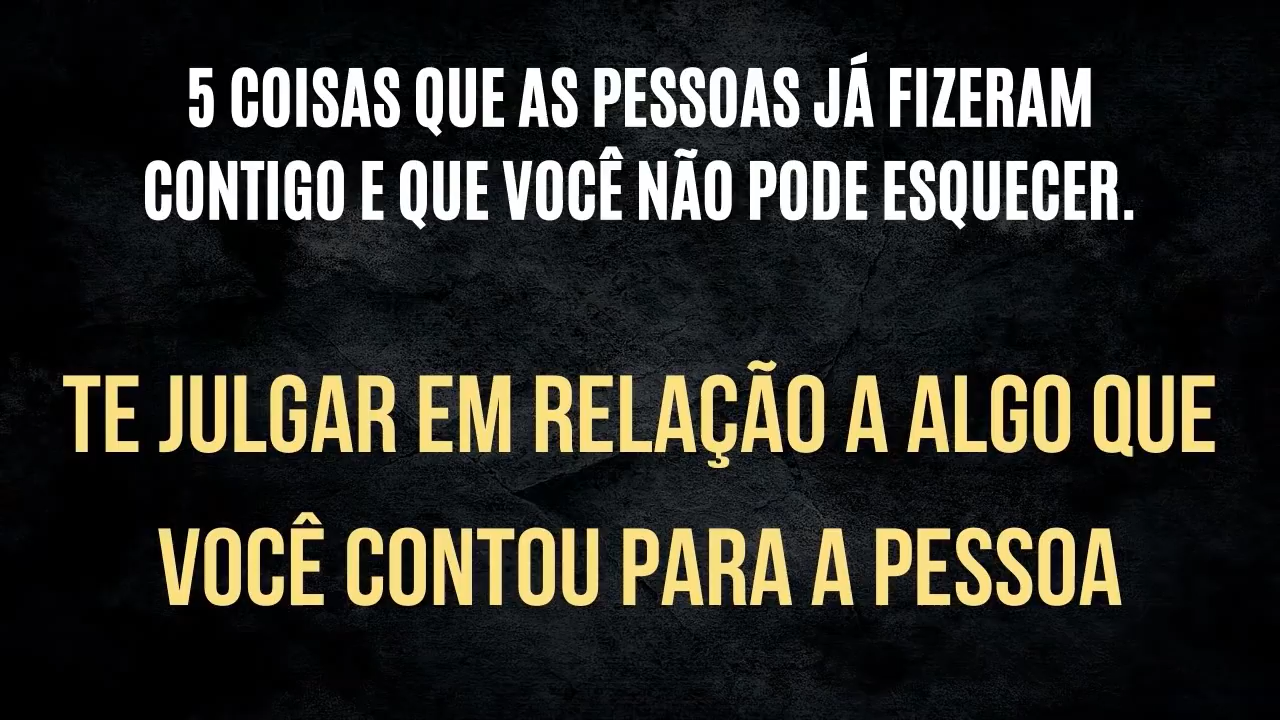 5 COISAS QUE AS PESSOAS JÁ FIZERAM
CONTIGO E QUE VOCÊ NÃO PODE ESQUECER.
TE JULGAR EM RELAÇÃO A ALGO QUE
VOCÊ CONTOU PARA A PESSOA